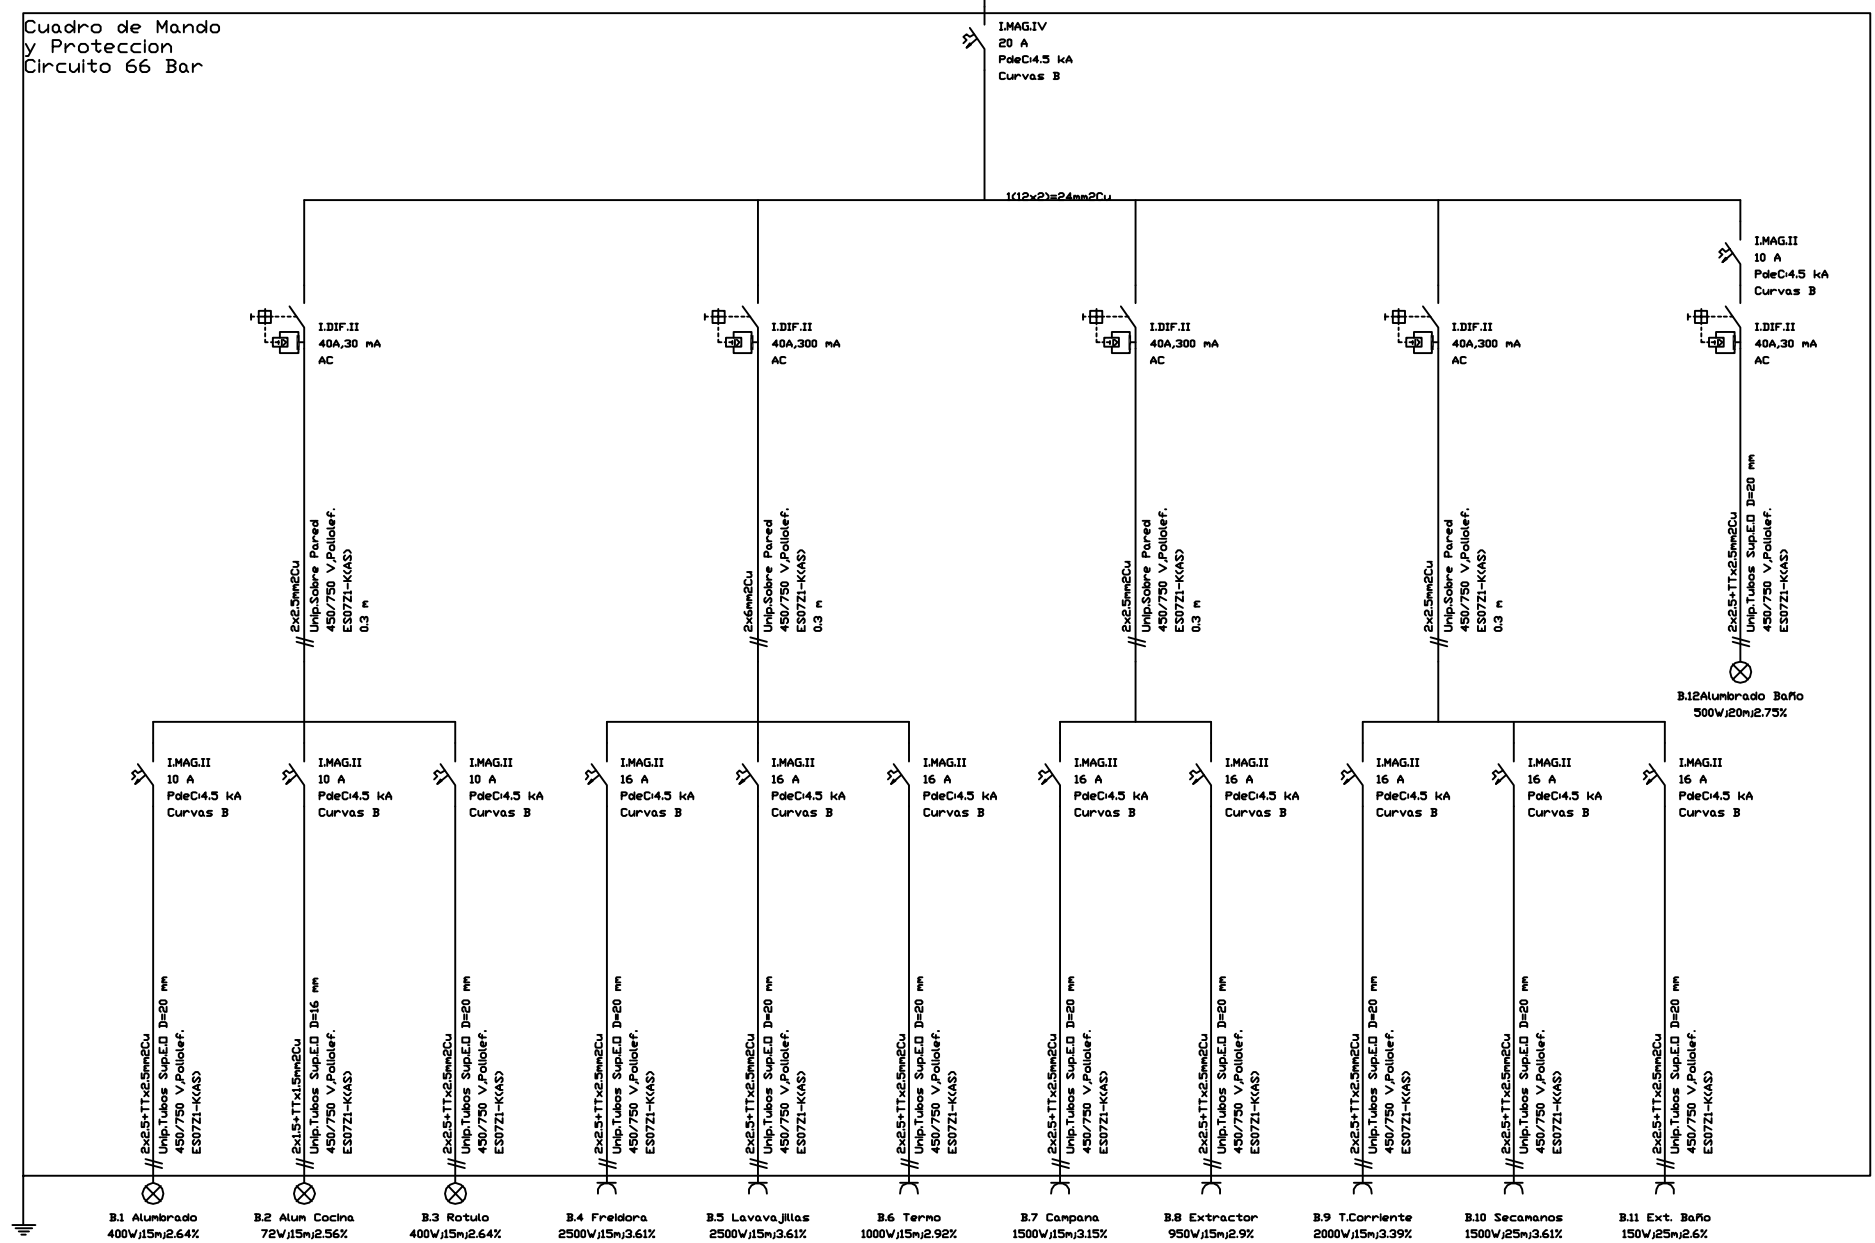 Cuadro de Mando
y Proteccion
Circuito 66 Bar
I.MAG.IV
20 A
PdeC:4.5 kA
Curvas B
1(12x2)=24mm2Cu
I.MAG.II
10 A
PdeC:4.5 kA
Curvas B
I.DIF.II
40A,30 mA
AC
I.DIF.II
40A,300 mA
AC
I.DIF.II
40A,300 mA
AC
I.DIF.II
40A,300 mA
AC
I.DIF.II
40A,30 mA
AC
2x2.5mm2Cu
Unip.Sobre Pared
450/750 V,Poliolef.
ES07Z1-K(AS)
0.3 m
2x6mm2Cu
Unip.Sobre Pared
450/750 V,Poliolef.
ES07Z1-K(AS)
0.3 m
2x2.5mm2Cu
Unip.Sobre Pared
450/750 V,Poliolef.
ES07Z1-K(AS)
0.3 m
2x2.5mm2Cu
Unip.Sobre Pared
450/750 V,Poliolef.
ES07Z1-K(AS)
0.3 m
2x2.5+TTx2.5mm2Cu
Unip.Tubos Sup.E.O D=20 mm
450/750 V,Poliolef.
ES07Z1-K(AS)
B.12Alumbrado Baño
500W;20m;2.75%
I.MAG.II
10 A
PdeC:4.5 kA
Curvas B
I.MAG.II
10 A
PdeC:4.5 kA
Curvas B
I.MAG.II
10 A
PdeC:4.5 kA
Curvas B
I.MAG.II
16 A
PdeC:4.5 kA
Curvas B
I.MAG.II
16 A
PdeC:4.5 kA
Curvas B
I.MAG.II
16 A
PdeC:4.5 kA
Curvas B
I.MAG.II
16 A
PdeC:4.5 kA
Curvas B
I.MAG.II
16 A
PdeC:4.5 kA
Curvas B
I.MAG.II
16 A
PdeC:4.5 kA
Curvas B
I.MAG.II
16 A
PdeC:4.5 kA
Curvas B
I.MAG.II
16 A
PdeC:4.5 kA
Curvas B
2x2.5+TTx2.5mm2Cu
Unip.Tubos Sup.E.O D=20 mm
450/750 V,Poliolef.
ES07Z1-K(AS)
2x1.5+TTx1.5mm2Cu
Unip.Tubos Sup.E.O D=16 mm
450/750 V,Poliolef.
ES07Z1-K(AS)
2x2.5+TTx2.5mm2Cu
Unip.Tubos Sup.E.O D=20 mm
450/750 V,Poliolef.
ES07Z1-K(AS)
2x2.5+TTx2.5mm2Cu
Unip.Tubos Sup.E.O D=20 mm
450/750 V,Poliolef.
ES07Z1-K(AS)
2x2.5+TTx2.5mm2Cu
Unip.Tubos Sup.E.O D=20 mm
450/750 V,Poliolef.
ES07Z1-K(AS)
2x2.5+TTx2.5mm2Cu
Unip.Tubos Sup.E.O D=20 mm
450/750 V,Poliolef.
ES07Z1-K(AS)
2x2.5+TTx2.5mm2Cu
Unip.Tubos Sup.E.O D=20 mm
450/750 V,Poliolef.
ES07Z1-K(AS)
2x2.5+TTx2.5mm2Cu
Unip.Tubos Sup.E.O D=20 mm
450/750 V,Poliolef.
ES07Z1-K(AS)
2x2.5+TTx2.5mm2Cu
Unip.Tubos Sup.E.O D=20 mm
450/750 V,Poliolef.
ES07Z1-K(AS)
2x2.5+TTx2.5mm2Cu
Unip.Tubos Sup.E.O D=20 mm
450/750 V,Poliolef.
ES07Z1-K(AS)
2x2.5+TTx2.5mm2Cu
Unip.Tubos Sup.E.O D=20 mm
450/750 V,Poliolef.
ES07Z1-K(AS)
B.1 Alumbrado
400W;15m;2.64%
B.2 Alum Cocina
72W;15m;2.56%
B.3 Rotulo
400W;15m;2.64%
B.4 Freidora
2500W;15m;3.61%
B.5 Lavavajillas
2500W;15m;3.61%
B.6 Termo
1000W;15m;2.92%
B.7 Campana
1500W;15m;3.15%
B.8 Extractor
950W;15m;2.9%
B.9 T.Corriente
2000W;15m;3.39%
B.10 Secamanos
1500W;25m;3.61%
B.11 Ext. Baño
150W;25m;2.6%